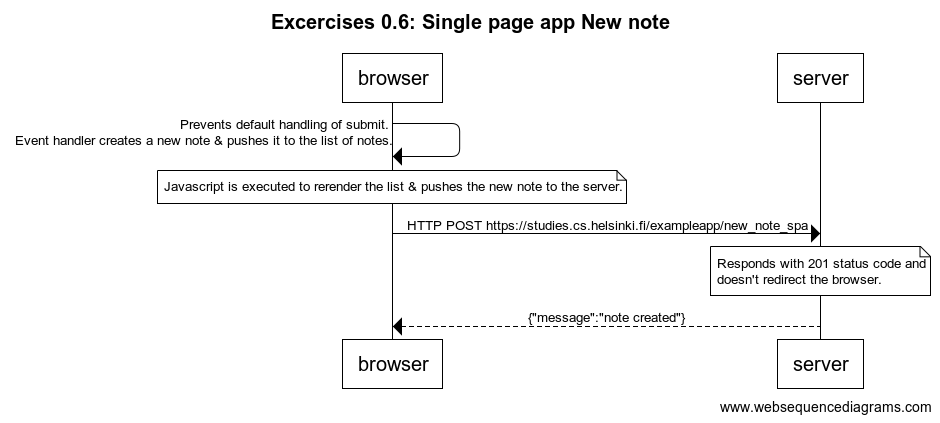 Excercises 0.6: Single page app New note
browser
server
Prevents default handling of submit.
Event handler creates a new note & pushes it to the list of notes.
Javascript is executed to rerender the list & pushes the new note to the server.
HTTP POST https://studies.cs.helsinki.fi/exampleapp/new_note_spa
Responds with 201 status code and
doesn't redirect the browser.
{"message":"note created"}
browser
server
www.websequencediagrams.com